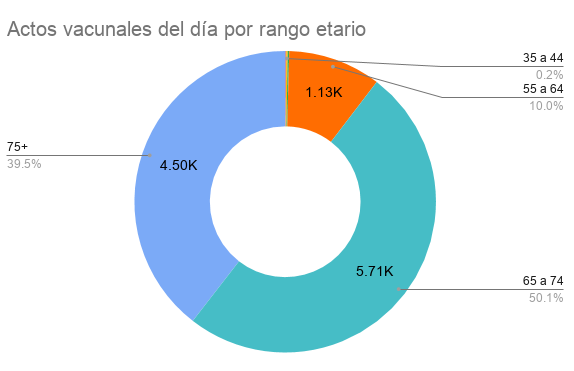 Actos vacunales del día por rango etario
35 a 44
0.2%
55 a 64
10.0%
1.13K
75+
39.5%
4.50K
5.71K
65 a 74
50.1%